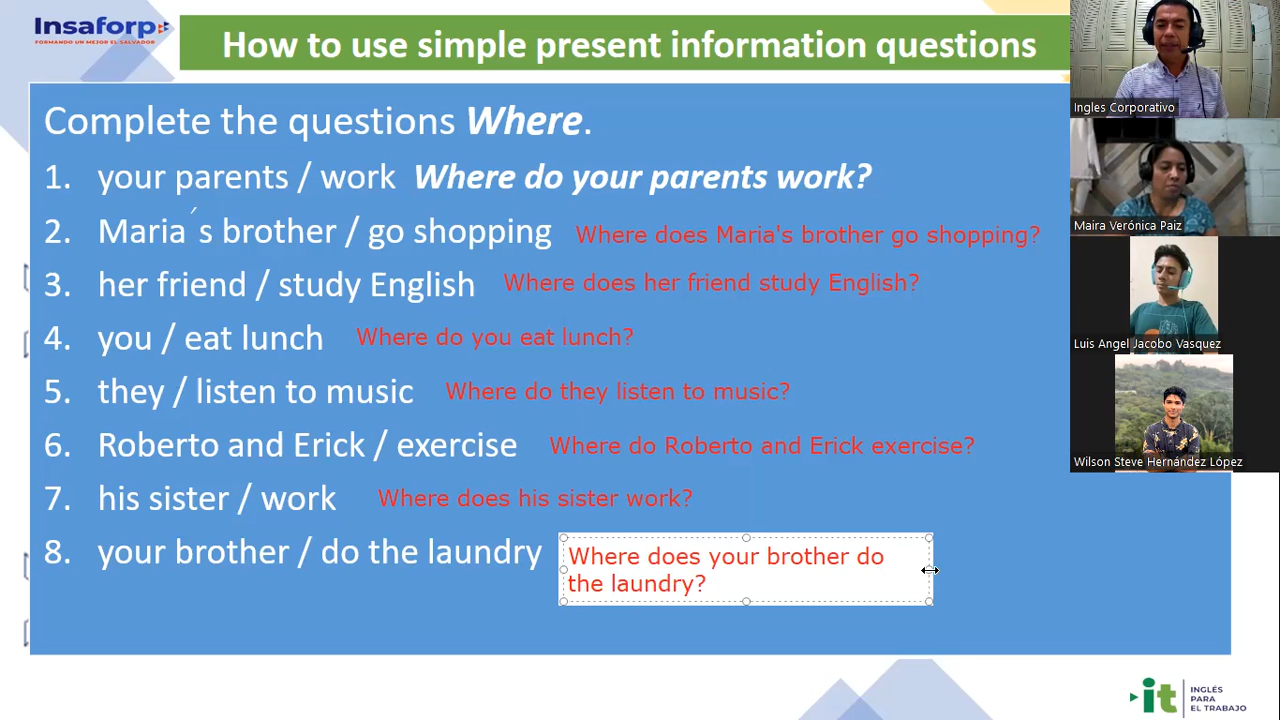 Insaforp
FORMANDO UN MEJOR EL SALVADOR
How to use simple present information questions
Complete the questions Where.
1. your parents / work Where do your parents work?
2. Maria´s brother / go shopping Where does Maria's brother go shopping?
3. her friend / study English Where does her friend study English?
4. you / eat lunch Where do you eat lunch?
5. they / listen to music Where do they listen to music?
6. Roberto and Erick / exercise Where do Roberto and Erick exercise?
7. his sister / work Where does his sister work?
8. your brother / do the laundry Where does your brother do
the laundry?
Ingles Corporativo
Maira Verónica Paiz
Luis Angel Jacobo Vasquez
Wilson Steve Hernández López
it
INGLÉS
PARA
EL TRABAJO